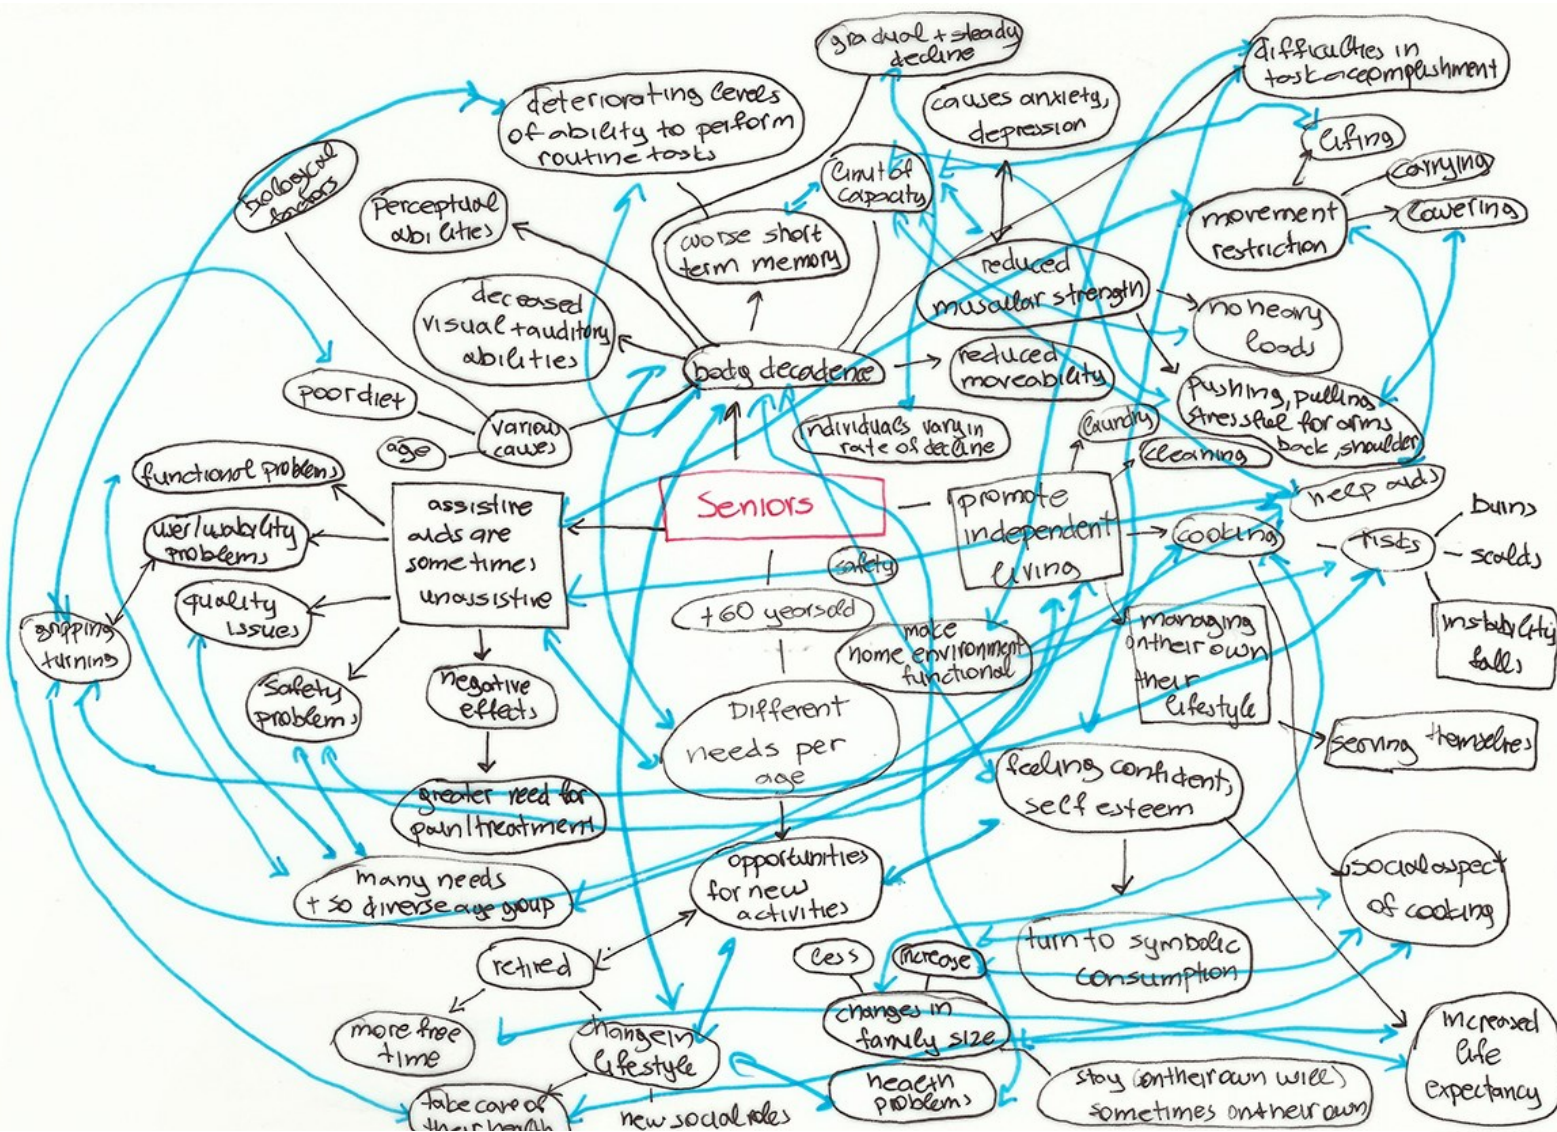 gradual + steady
decline
difficulties in
task accomplishment
deteriorating levels
of ability to perform
routine tasks
causes anxiety,
depression
lifing
carrying
lowering
biological
factors
limit of
capacity
perceptual
abilities
worse short
term memory
movement
restriction
reduced
muscular strength
deceased
visual + auditory
abilities
no heavy
loads
body decadence
reduced
moveability
poor diet
pushing, pulling
stressful for arms
back, shoulder
various
causes
age
individuals vary in
rate of decline
laundry
cleaning
functional problems
help aids
assistive
aids are
sometimes
unassistive
Seniors
promote
independent
living
cooking
risks
burns
scalds
user/usability
problems
safety
quality
issues
+60 years old
instability
falls
gripping
turning
make
home environment
functional
managing
on their own
their
lifestyle
safety
problems
negative
effects
Different
needs per
age
serving themselves
feeling confident,
self esteem
greater need for
pain/treatment
opportunities
for new
activities
many needs
+ so diverse age group
social aspect
of cooking
retired
less
increase
turn to symbolic
consumption
more free
time
change in
lifestyle
changes in
family size
increased
life
expectancy
take care of
their health
new social roles
health
problems
stay (on their own will)
sometimes on their own